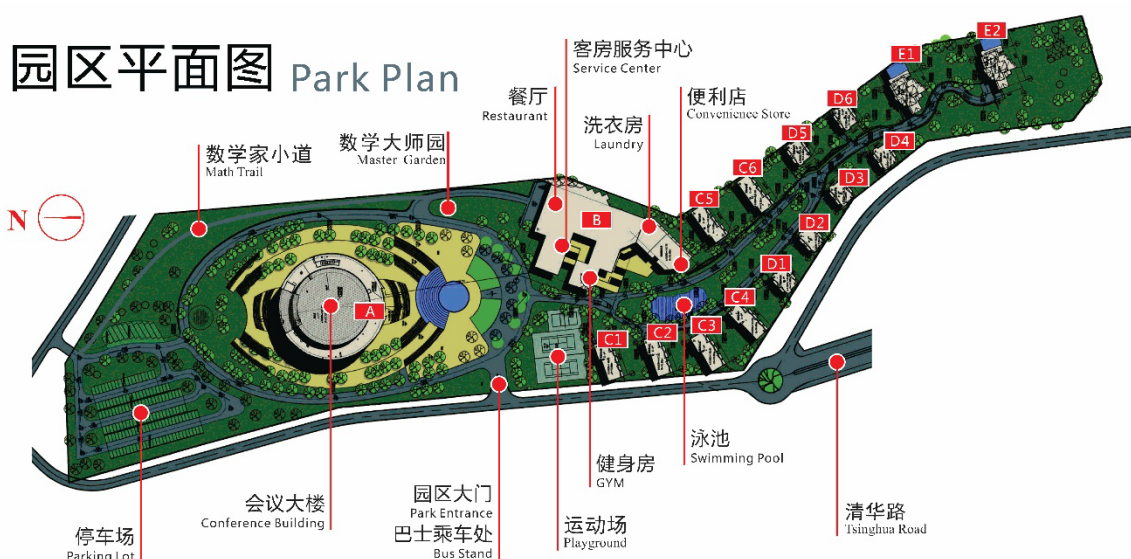 园区平面图 Park Plan
客房服务中心
Service Center
餐厅
Restaurant
便利店
Convenience Store
洗衣房
Laundry
数学大师园
Master Garden
数学家小道
Math Trail
N
E2
E1
D6
D5
D4
C6
D3
C5
B
D2
D1
A
C4
C3
C2
C1
泳池
Swimming Pool
健身房
GYM
会议大楼
Conference Building
园区大门
Park Entrance
巴士乘车处
Bus Stand
运动场
Playground
清华路
Tsinghua Road
停车场
Parking Lot